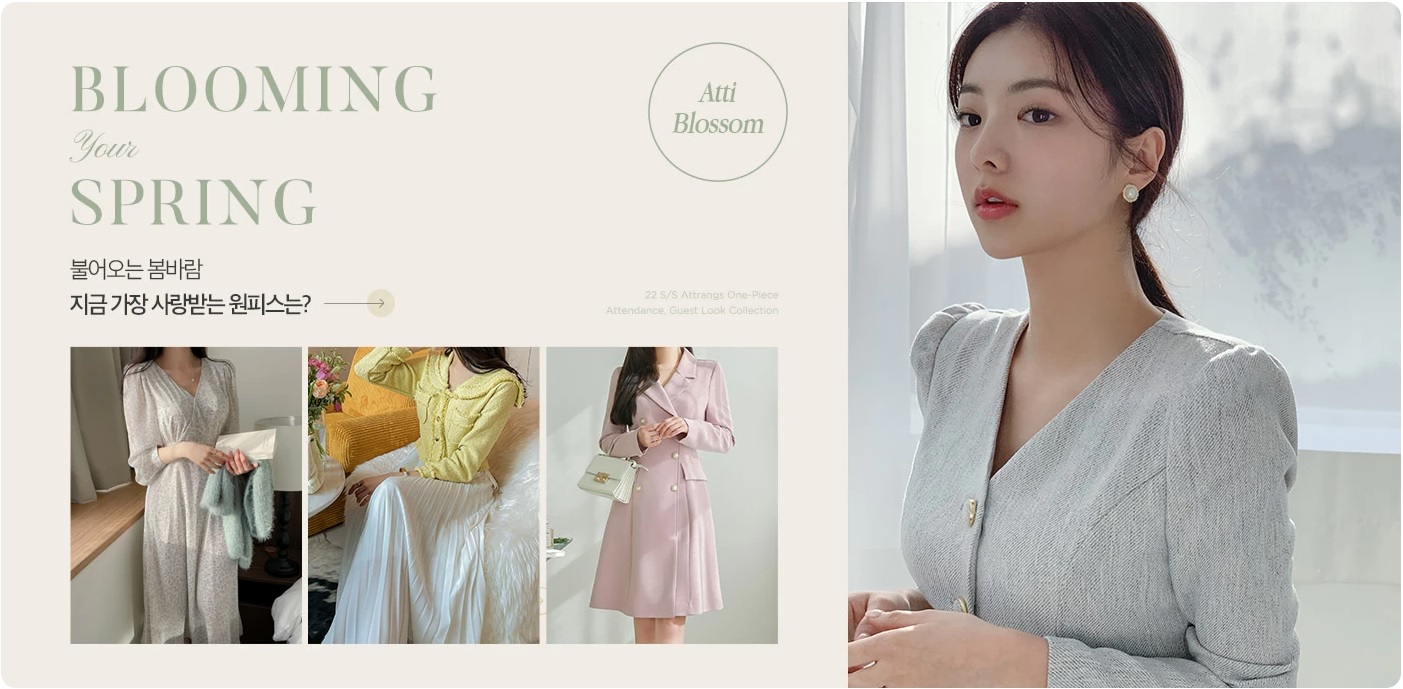 BLOOMING
Your
SPRING
Atti
Blossom
불어오는 봄바람
지금 가장 사랑받는 원피스는?
22 S/S Attrangs One-Piece
Attendance, Guest Look Collection